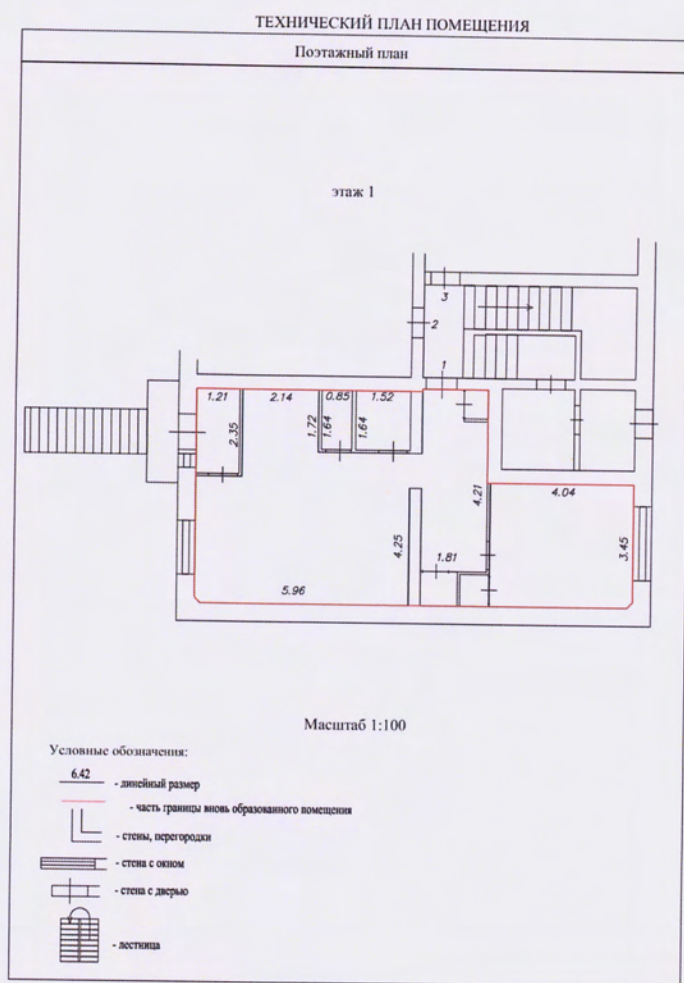 ТЕХНИЧЕСКИЙ ПЛАН ПОМЕЩЕНИЯ
Поэтажный план
этаж 1
3
2
1
1.21
2.14
0.85
1.52
2.35
1.72
1.64
1.64
4.21
4.04
4.25
3.45
1.81
5.96
Масштаб 1:100
Условные обозначения:
6.42 - линейный размер
- часть границы вновь образованного помещения
- стены, перегородки
- стена с окном
- стена с дверью
- лестница